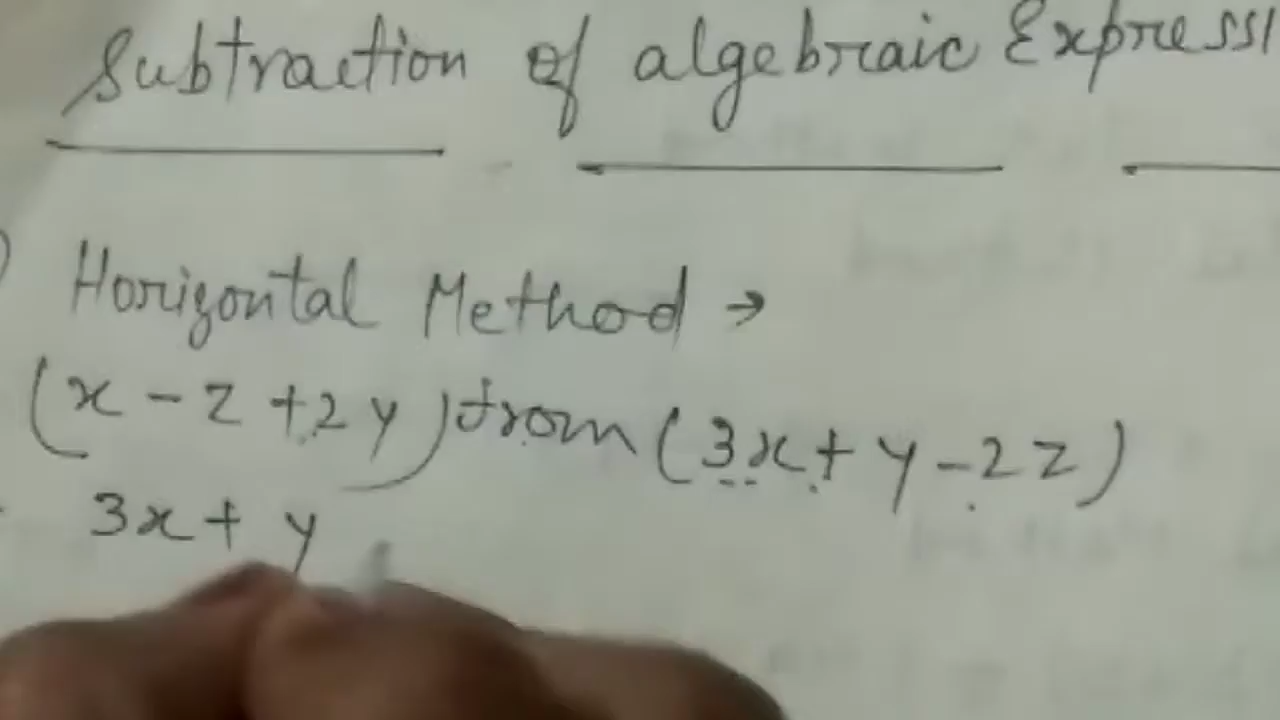 Subtraction of algebraic Expressi
Horizontal Method →
(x - z + 2y) from (3x + y - 2z)
3x + y